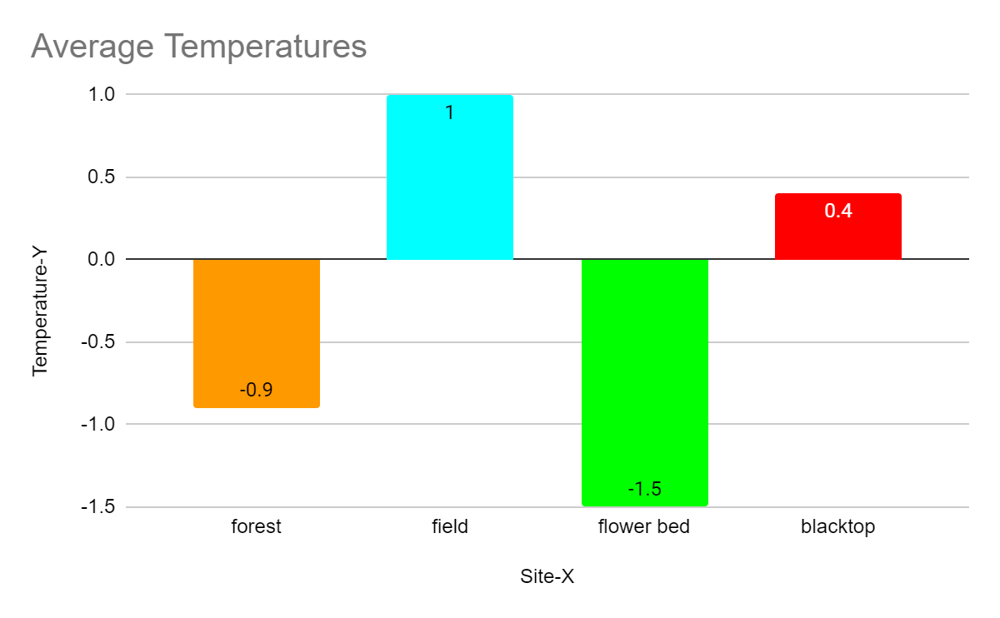 Average Temperatures
1.0
0.5
0.0
-0.5
-1.0
-1.5
Temperature-Y
-0.9
1
-1.5
0.4
forest
field
flower bed
blacktop
Site-X